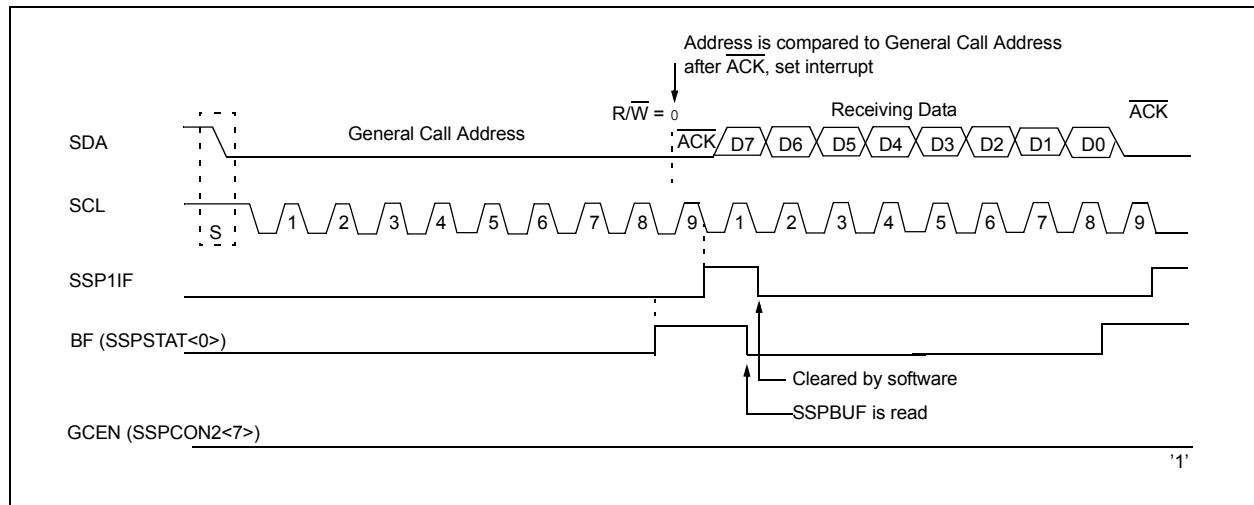 Address is compared to General Call Address
after ACK, set interrupt
R/W = 0
Receiving Data
ACK
SDA
General Call Address
ACK
D7 D6 D5 D4 D3 D2 D1 D0
SCL
S
1 2 3 4 5 6 7 8 9 1 2 3 4 5 6 7 8 9
SSP1IF
BF (SSPSTAT<0>)
Cleared by software
SSPBUF is read
GCEN (SSPCON2<7>)
’1’